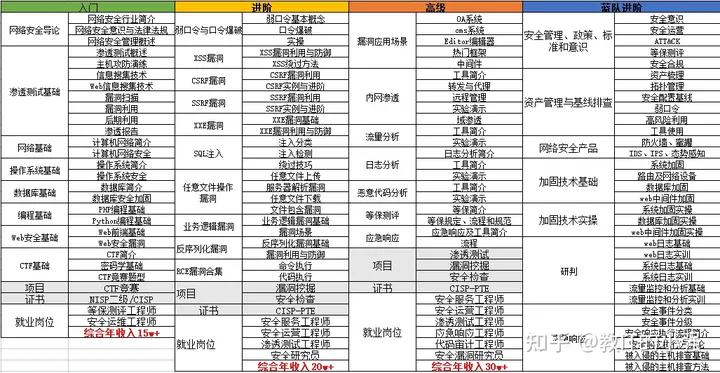 入门 进阶 高级 蓝队进阶
网络安全导论
网络安全行业简介
网络安全意识与法律法规
网络安全管理概述
渗透测试基础
渗透测试概述
主机攻防演练
信息搜集技术
Web信息搜集技术
漏洞扫描
漏洞利用
后期利用
渗透报告
网络基础
计算机网络简介
计算机网络安全
操作系统基础
操作系统简介
操作系统安全
数据库基础
数据库简介
数据库安全加固
编程基础
PHP编程基础
Python编程基础
Web安全基础
Web前端基础
Web安全漏洞
CTF基础
CTF简介
密码学基础
CTF竞赛题型
项目
CTF竞赛
证书
NISP二级/CISP
就业岗位
等保测评工程师
安全运维工程师
综合年收入15w+
弱口令与口令爆破
弱口令基本概念
口令爆破
实操
XSS漏洞
XSS漏洞利用与防御
XSS绕过方法
CSRF漏洞
CSRF漏洞利用
CSRF实例与进阶
SSRF漏洞
SSRF漏洞利用
SSRF实例与进阶
XXE漏洞
XXE漏洞基础
XXE漏洞利用与防御
SQL注入
注入分类
注入检测
绕过技巧
任意文件操作漏洞
任意文件上传
服务器解析漏洞
任意文件下载
文件包含漏洞
业务逻辑漏洞
业务逻辑漏洞基础
漏洞场景
反序列化漏洞
反序列化漏洞基础
漏洞利用与防御
RCE漏洞合集
命令执行
代码执行
项目
漏洞挖掘
安全检查
证书
CISP-PTE
就业岗位
安全服务工程师
安全运营工程师
渗透测试工程师
安全研究员
综合年收入20w+
漏洞应用场景
OA系统
cms系统
Editor编辑器
热门框架
中间件
内网渗透
工具简介
转发与代理
远程管理
实验演示
域渗透
流量分析
工具简介
实验演示
日志分析
日志分析简介
工具简介
实验演示
恶意代码分析
工具简介
实验演示
等保测评
等保简介
等保规定、流程和规范
应急响应
应急响应及工具简介
流程
项目
渗透测试
漏洞挖掘
安全检查
证书
CISP-PTE
就业岗位
安全服务工程师
安全运营工程师
渗透测试工程师
应急响应工程师
代码审计工程师
安全漏洞研究员
综合年收入30w+
安全管理、政策、标准和意识
安全意识
安全运营
ATT&CK
等保测评
安全合规
资产管理与基线排查
资产梳理
拓扑管理
安全配置基线
弱口令
高风险利用
工具使用
网络安全产品
防火墙、蜜罐
IDS、IPS、态势感知
加固技术基础
系统加固
路由及网络设备
数据库加固
web中间件加固
加固技术实操
系统加固实操
数据库加固实操
web中间件加固实操
研判
web日志基础
web日志实训
系统日志基础
系统日志实训
流量监控和分析基础
流量监控和分析实训
安全事件分类
安全事件分级
被入侵的主机排查基础
被入侵的主机排查方法